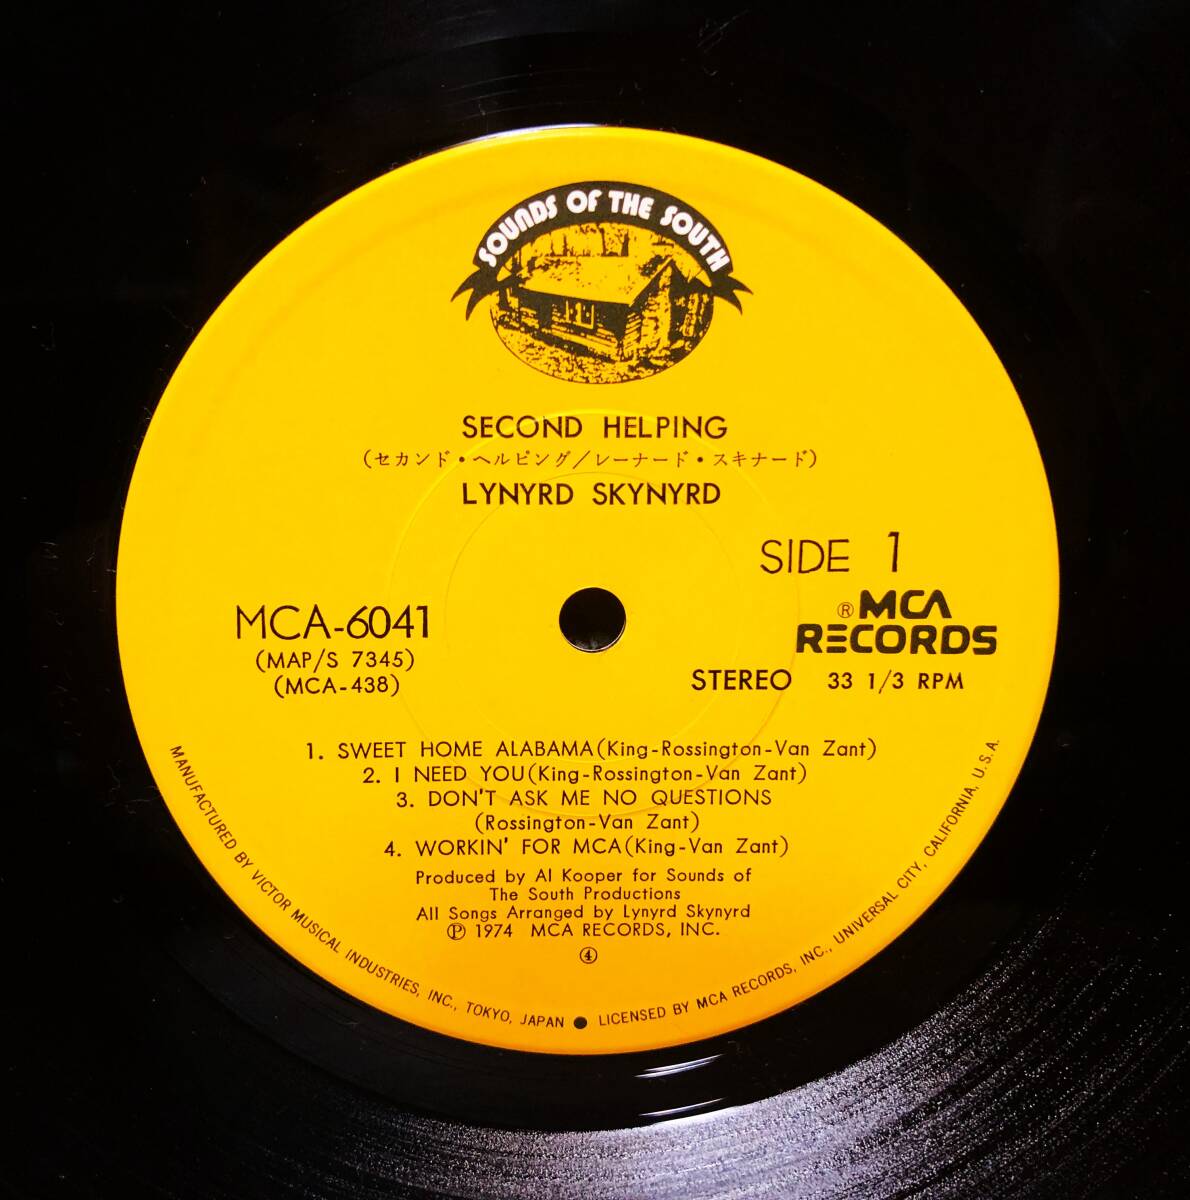 SOUNDS OF THE SOUTH
SECOND HELPING
(セカンド・ヘルピング/レーナード・スキナード)
LYNYRD SKYNYRD
SIDE 1
MCA-6041
(MAP/S 7345)
(MCA-438)
® MCA
RECORDS
STEREO 33 1/3 RPM
1. SWEET HOME ALABAMA(King-Rossington-Van Zant)
2. I NEED YOU(King-Rossington-Van Zant)
3. DON'T ASK ME NO QUESTIONS
(Rossington-Van Zant)
4. WORKIN' FOR MCA(King-Van Zant)
Produced by Al Kooper for Sounds of
The South Productions
All Songs Arranged by Lynyrd Skynyrd
℗ 1974 MCA RECORDS, INC.
④
MANUFACTURED BY VICTOR MUSICAL INDUSTRIES, INC., TOKYO, JAPAN ● LICENSED BY MCA RECORDS, INC., UNIVERSAL CITY, CALIFORNIA, U.S.A.